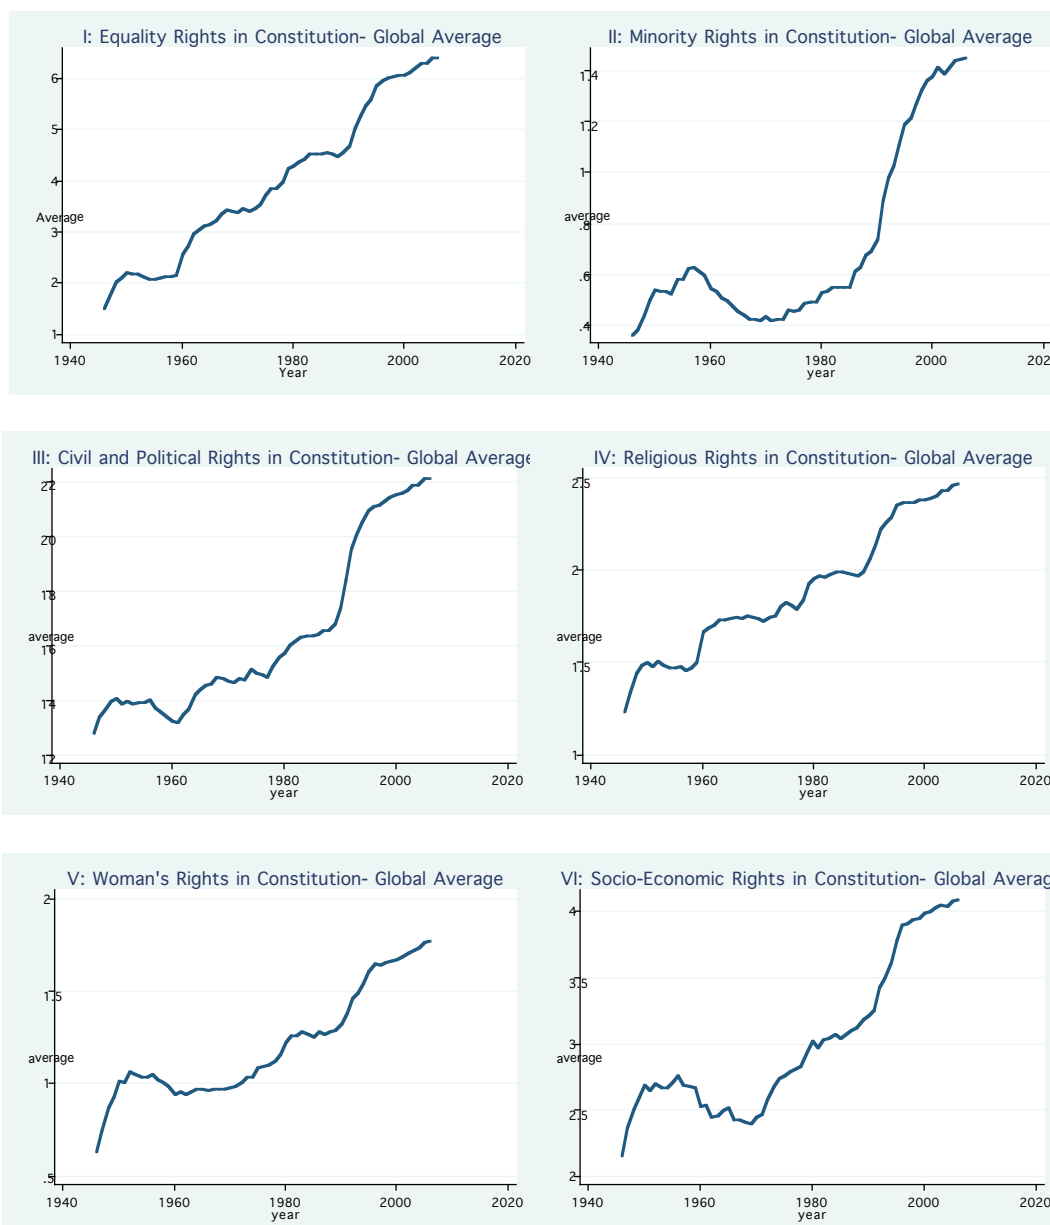 I: Equality Rights in Constitution- Global Average
6
5
4
Average
3
2
1
1940 1960 1980 2000 2020
Year
II: Minority Rights in Constitution- Global Average
1.4
1.2
1
average
.8
.6
.4
1940 1960 1980 2000 202
year
III: Civil and Political Rights in Constitution- Global Average
22
20
18
average
16
14
12
1940 1960 1980 2000 2020
year
IV: Religious Rights in Constitution- Global Average
2.5
2
average
1.5
1
1940 1960 1980 2000 2020
year
V: Woman's Rights in Constitution- Global Average
2
1.5
average
1
.5
1940 1960 1980 2000 2020
year
VI: Socio-Economic Rights in Constitution- Global Averag
4
3.5
3
average
2.5
2
1940 1960 1980 2000 2020
year